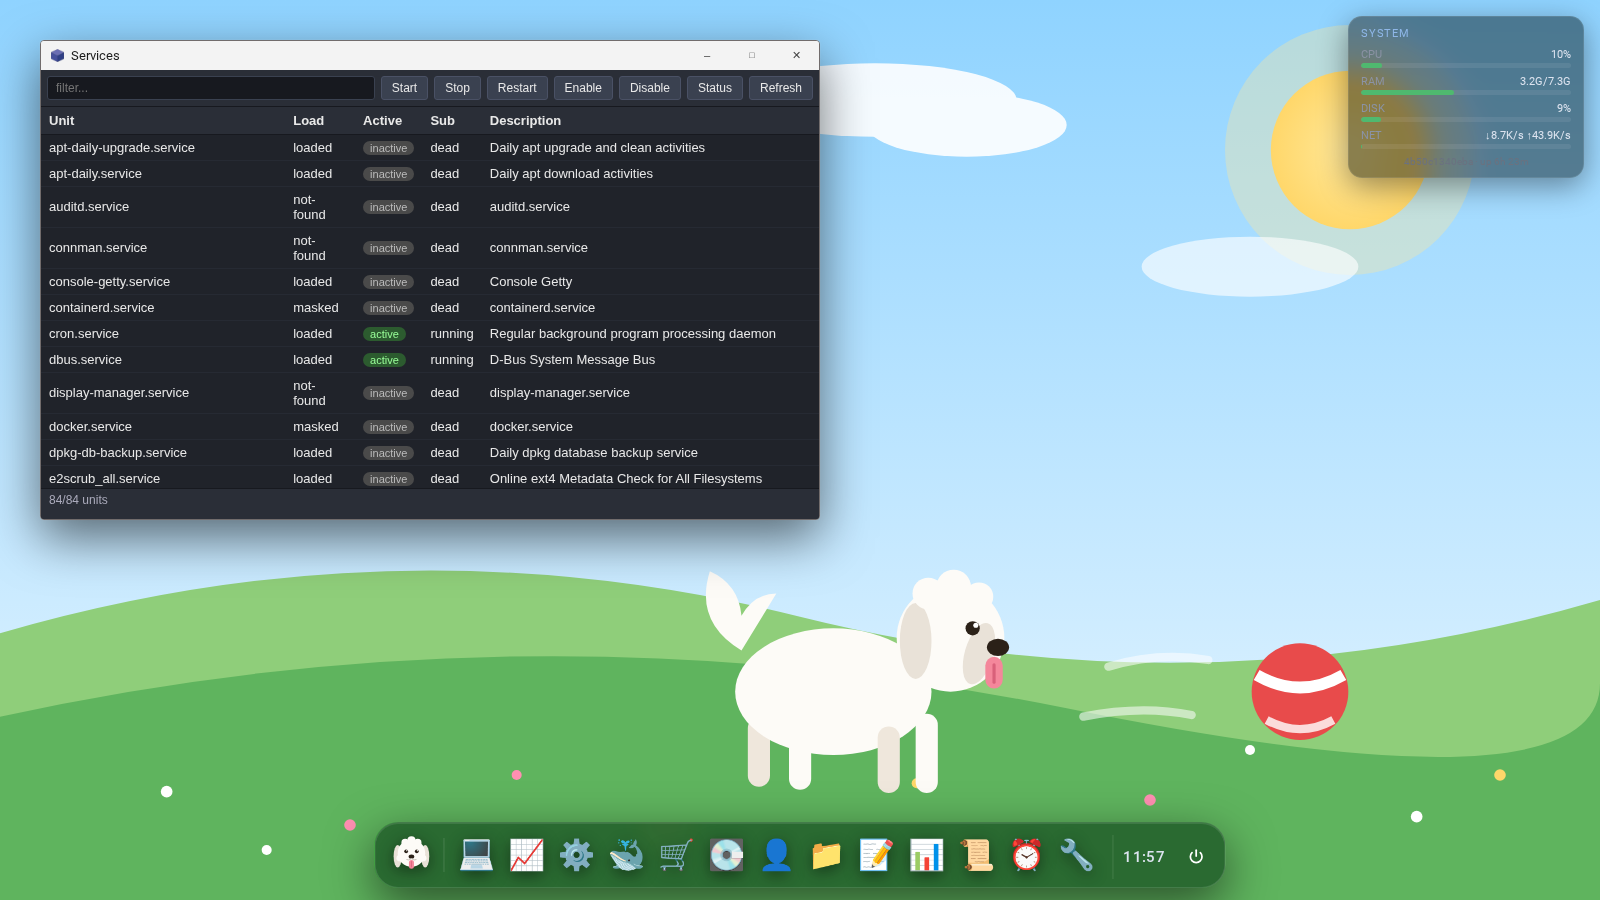 Services
filter...
Start Stop Restart Enable Disable Status Refresh
Unit Load Active Sub Description
apt-daily-upgrade.service loaded inactive dead Daily apt upgrade and clean activities
apt-daily.service loaded inactive dead Daily apt download activities
auditd.service not-found inactive dead auditd.service
connman.service not-found inactive dead connman.service
console-getty.service loaded inactive dead Console Getty
containerd.service masked inactive dead containerd.service
cron.service loaded active running Regular background program processing daemon
dbus.service loaded active running D-Bus System Message Bus
display-manager.service not-found inactive dead display-manager.service
docker.service masked inactive dead docker.service
dpkg-db-backup.service loaded inactive dead Daily dpkg database backup service
e2scrub_all.service loaded inactive dead Online ext4 Metadata Check for All Filesystems
84/84 units
SYSTEM
CPU 10%
RAM 3.2G/7.3G
DISK 9%
NET ↓8.7K/s ↑43.9K/s
11:57